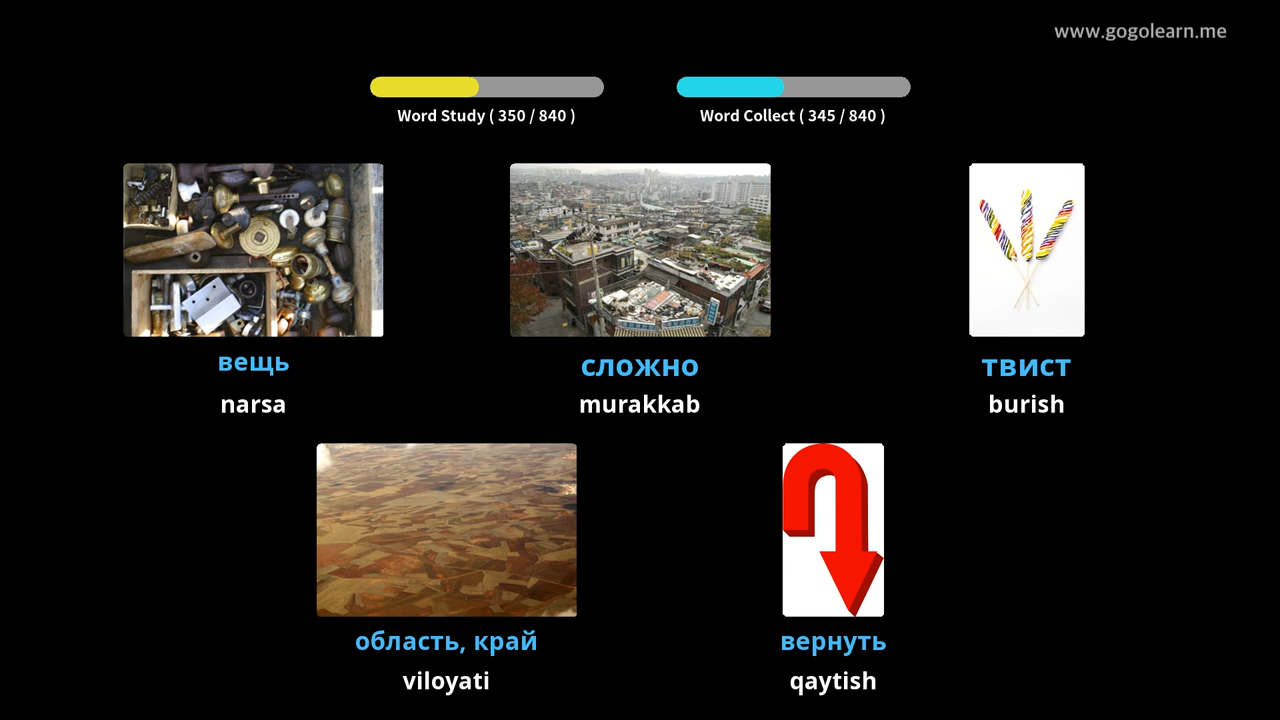 www.gogolearn.me
Word Study ( 350 / 840 )
Word Collect ( 345 / 840 )
вещь
narsa
сложно
murakkab
твист
burish
область, край
viloyati
вернуть
qaytish